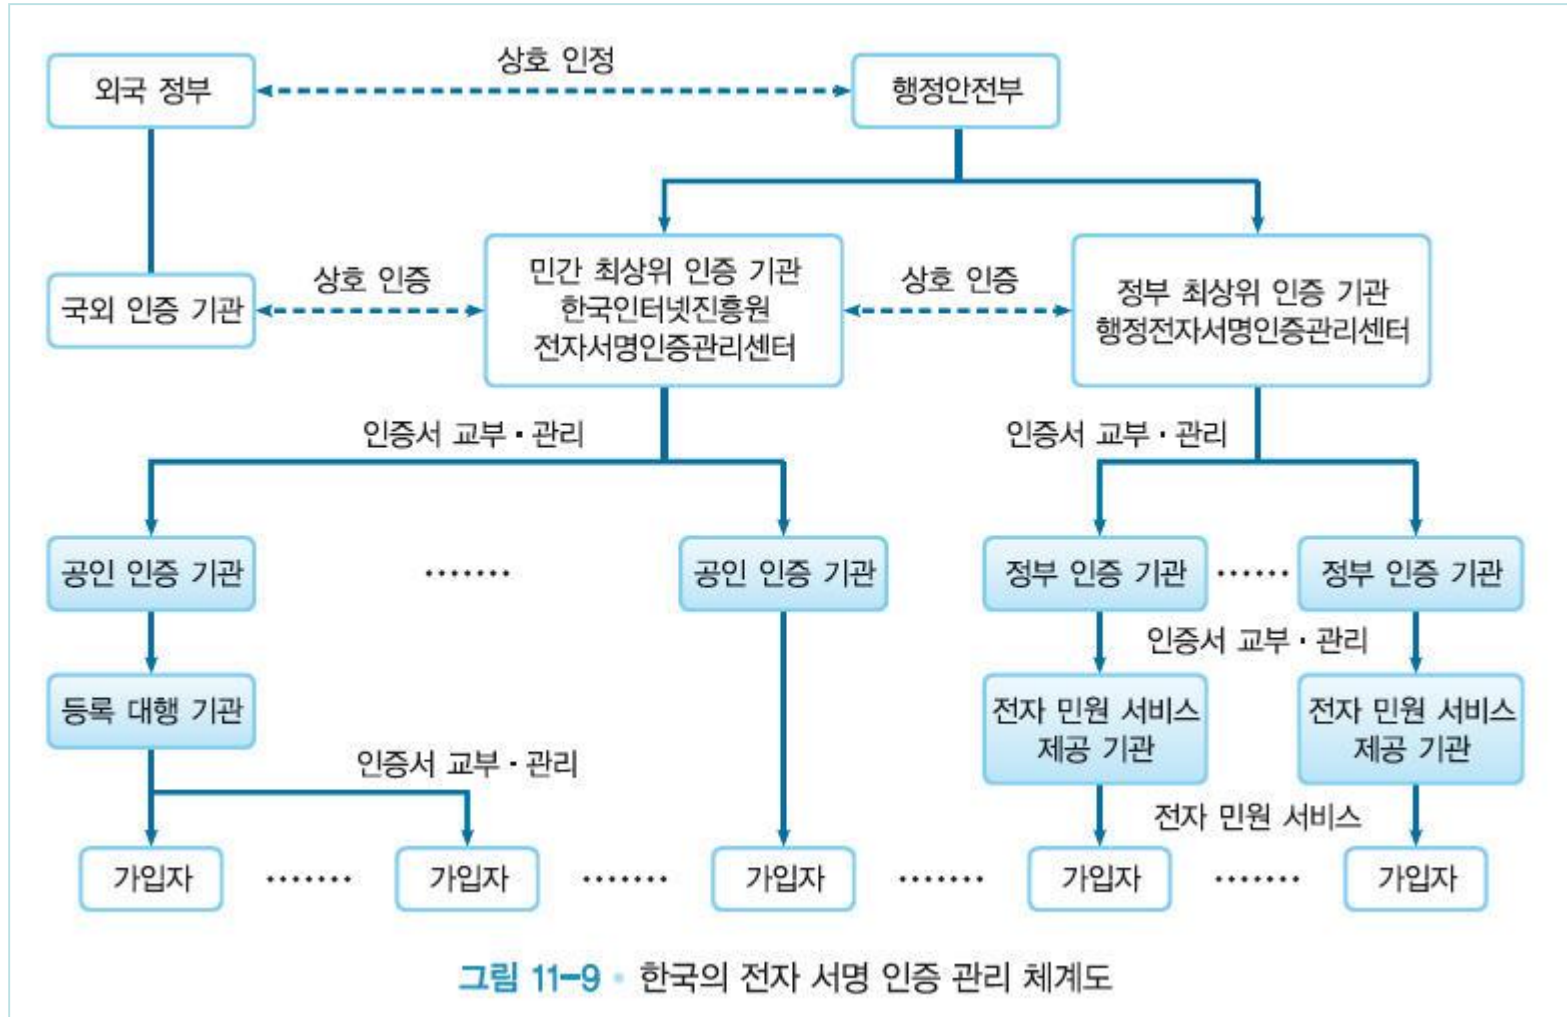 상호 인정
외국 정부
행정안전부
민간 최상위 인증 기관
한국인터넷진흥원
전자서명인증관리센터
상호 인증
국외 인증 기관
상호 인증
정부 최상위 인증 기관
행정전자서명인증관리센터
인증서 교부·관리
인증서 교부·관리
공인 인증 기관
·······
공인 인증 기관
정부 인증 기관
······
정부 인증 기관
인증서 교부·관리
등록 대행 기관
전자 민원 서비스
제공 기관
전자 민원 서비스
제공 기관
인증서 교부·관리
전자 민원 서비스
가입자
·······
가입자
·······
가입자
·······
가입자
·······
가입자
그림 11-9 • 한국의 전자 서명 인증 관리 체계도